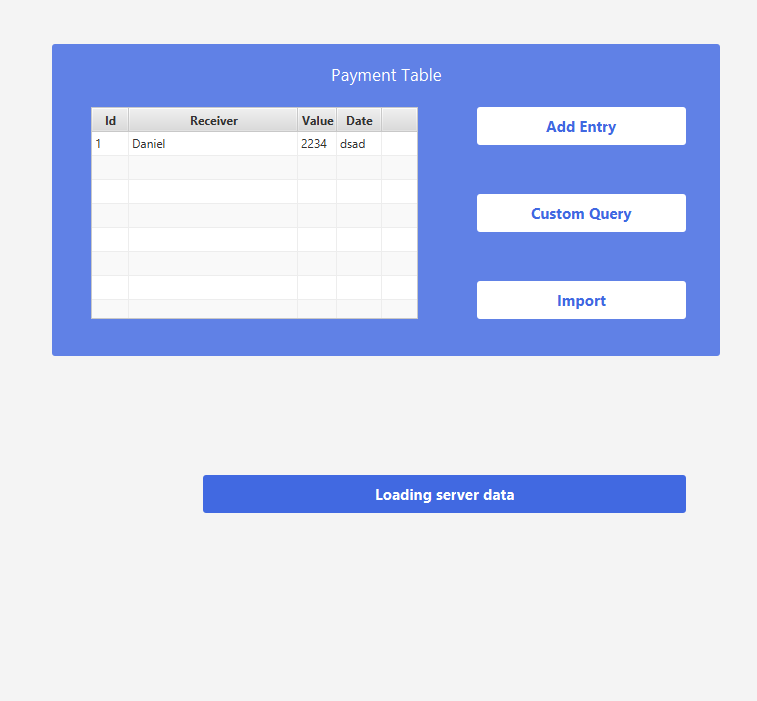 Payment Table
Id Receiver Value Date
1 Daniel 2234 dsad
Add Entry
Custom Query
Import
Loading server data